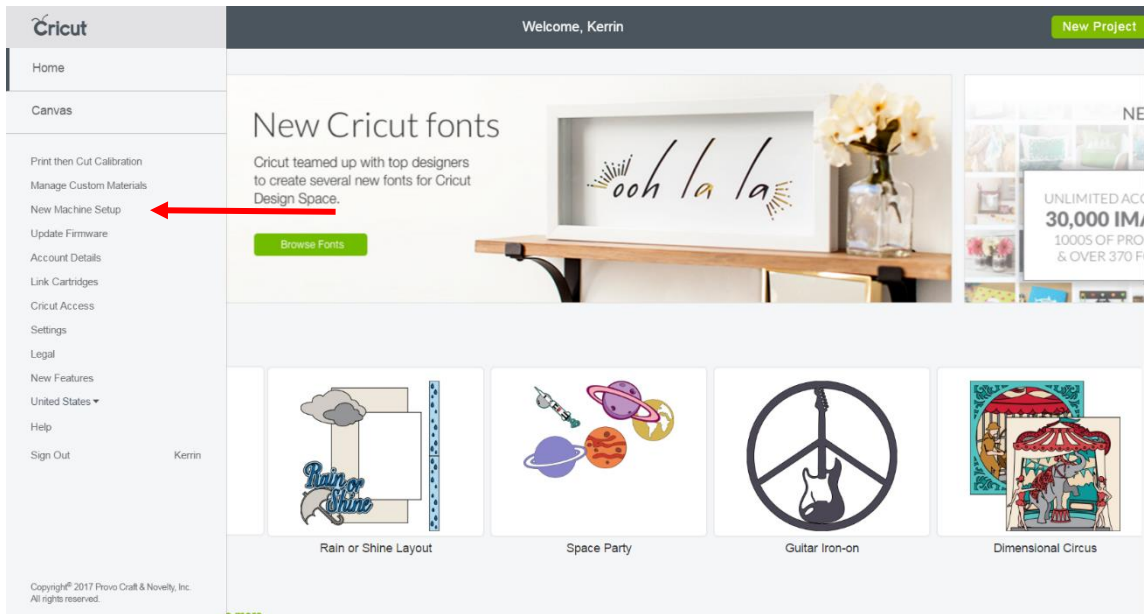 Cricut
Welcome, Kerrin
New Project
Home
Canvas
Print then Cut Calibration
Manage Custom Materials
New Machine Setup
Update Firmware
Account Details
Link Cartridges
Cricut Access
Settings
Legal
New Features
United States
Help
Sign Out Kerrin
Copyright© 2017 Provo Craft & Novelty, Inc.
All rights reserved.
New Cricut fonts
Cricut teamed up with top designers
to create several new fonts for Cricut
Design Space.
Browse Fonts
ooh la la
NE
UNLIMITED ACC
30,000 IMA
1000S OF PRO
& OVER 370 F
Rain or
Shine
Rain or Shine Layout
Space Party
Guitar Iron-on
Dimensional Circus